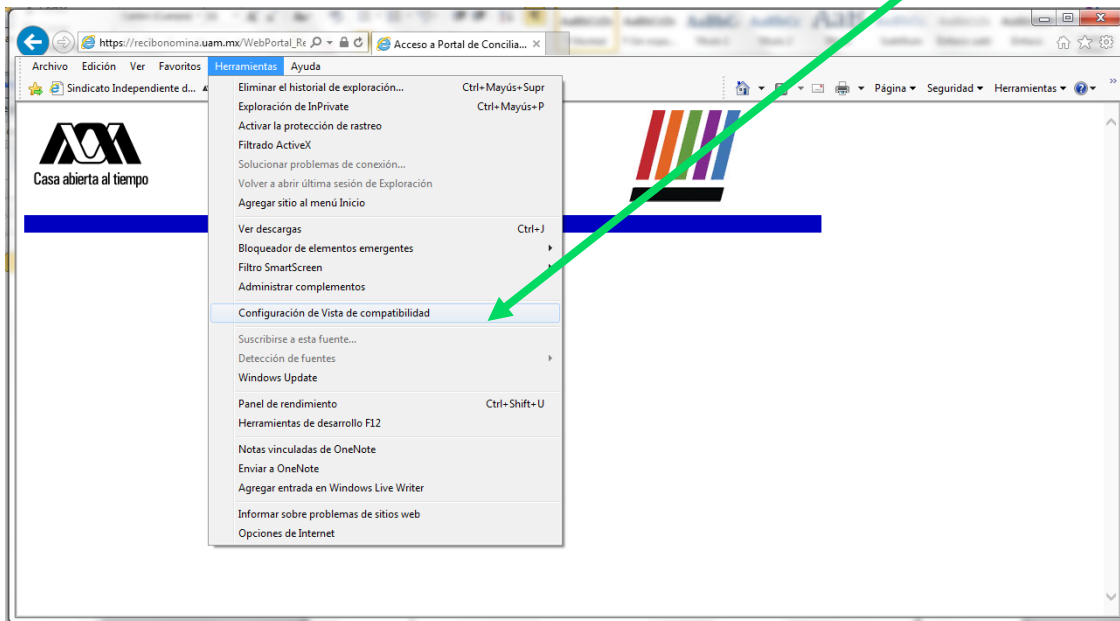 https://recibonomina.uam.mx/WebPortal_Re
Acceso a Portal de Concilia...
Archivo Edición Ver Favoritos Herramientas Ayuda
Sindicato Independiente d...
Página Seguridad Herramientas
Casa abierta al tiempo
Eliminar el historial de exploración... Ctrl+Mayús+Supr
Exploración de InPrivate Ctrl+Mayús+P
Activar la protección de rastreo
Filtrado ActiveX
Solucionar problemas de conexión...
Volver a abrir última sesión de Exploración
Agregar sitio al menú Inicio
Ver descargas Ctrl+J
Bloqueador de elementos emergentes
Filtro SmartScreen
Administrar complementos
Configuración de Vista de compatibilidad
Suscribirse a esta fuente...
Detección de fuentes
Windows Update
Panel de rendimiento Ctrl+Shift+U
Herramientas de desarrollo F12
Notas vinculadas de OneNote
Enviar a OneNote
Agregar entrada en Windows Live Writer
Informar sobre problemas de sitios web
Opciones de Internet